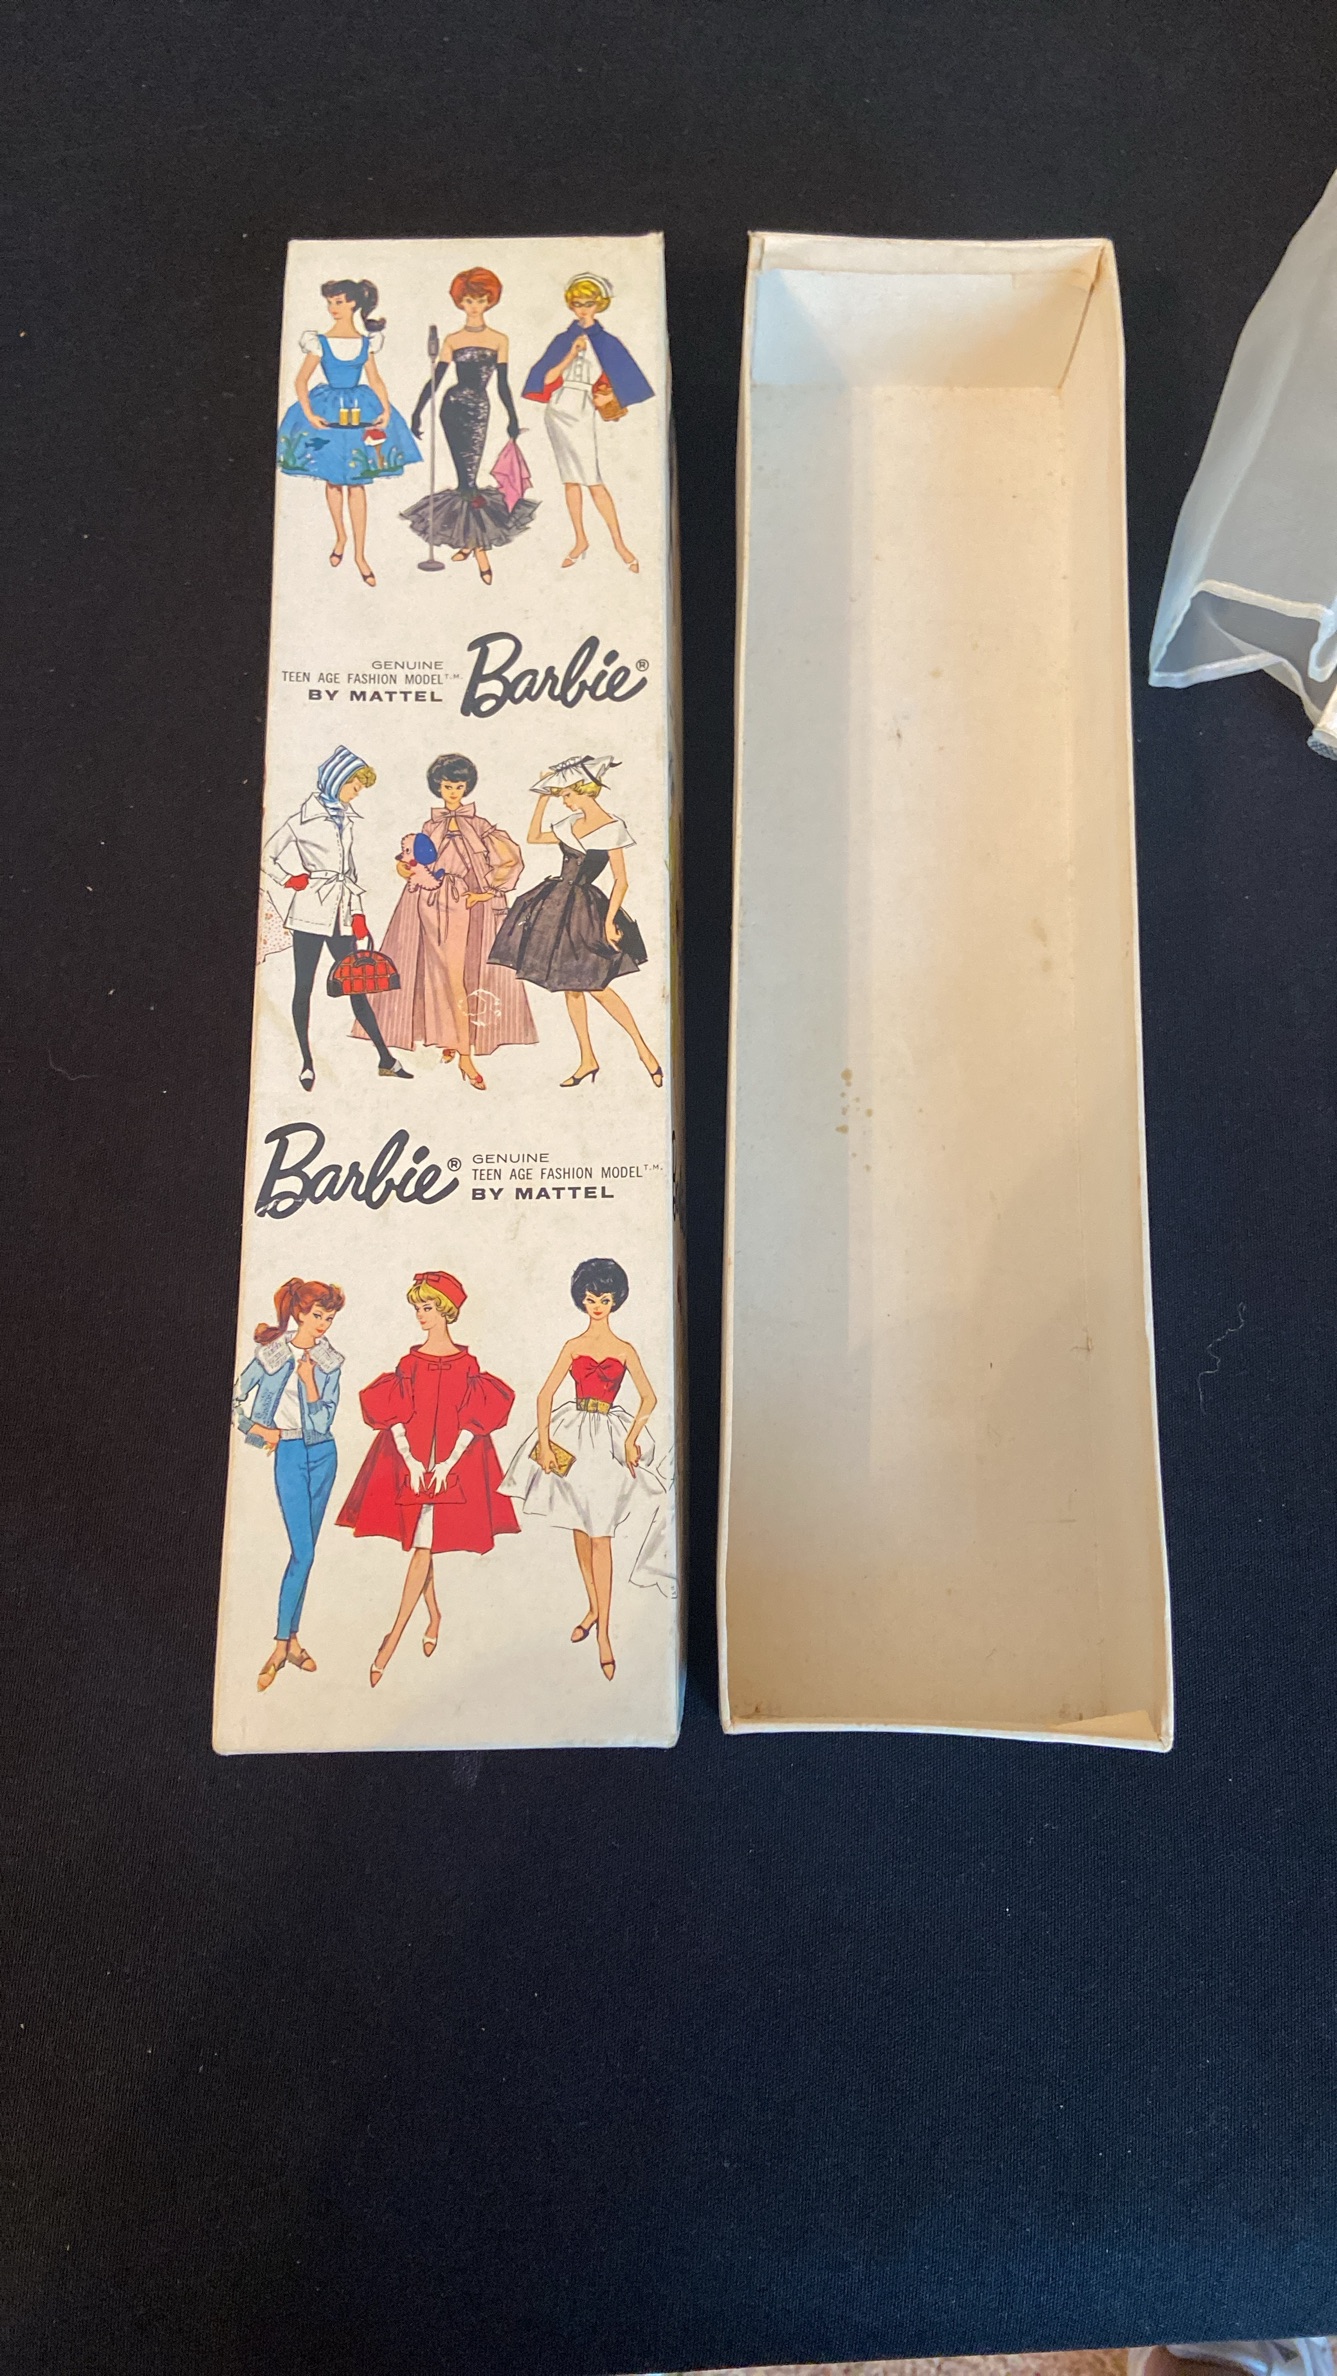 GENUINE
TEEN AGE FASHION MODEL T.M.
BY MATTEL
Barbie®
Barbie®
GENUINE
TEEN AGE FASHION MODEL T.M.
BY MATTEL